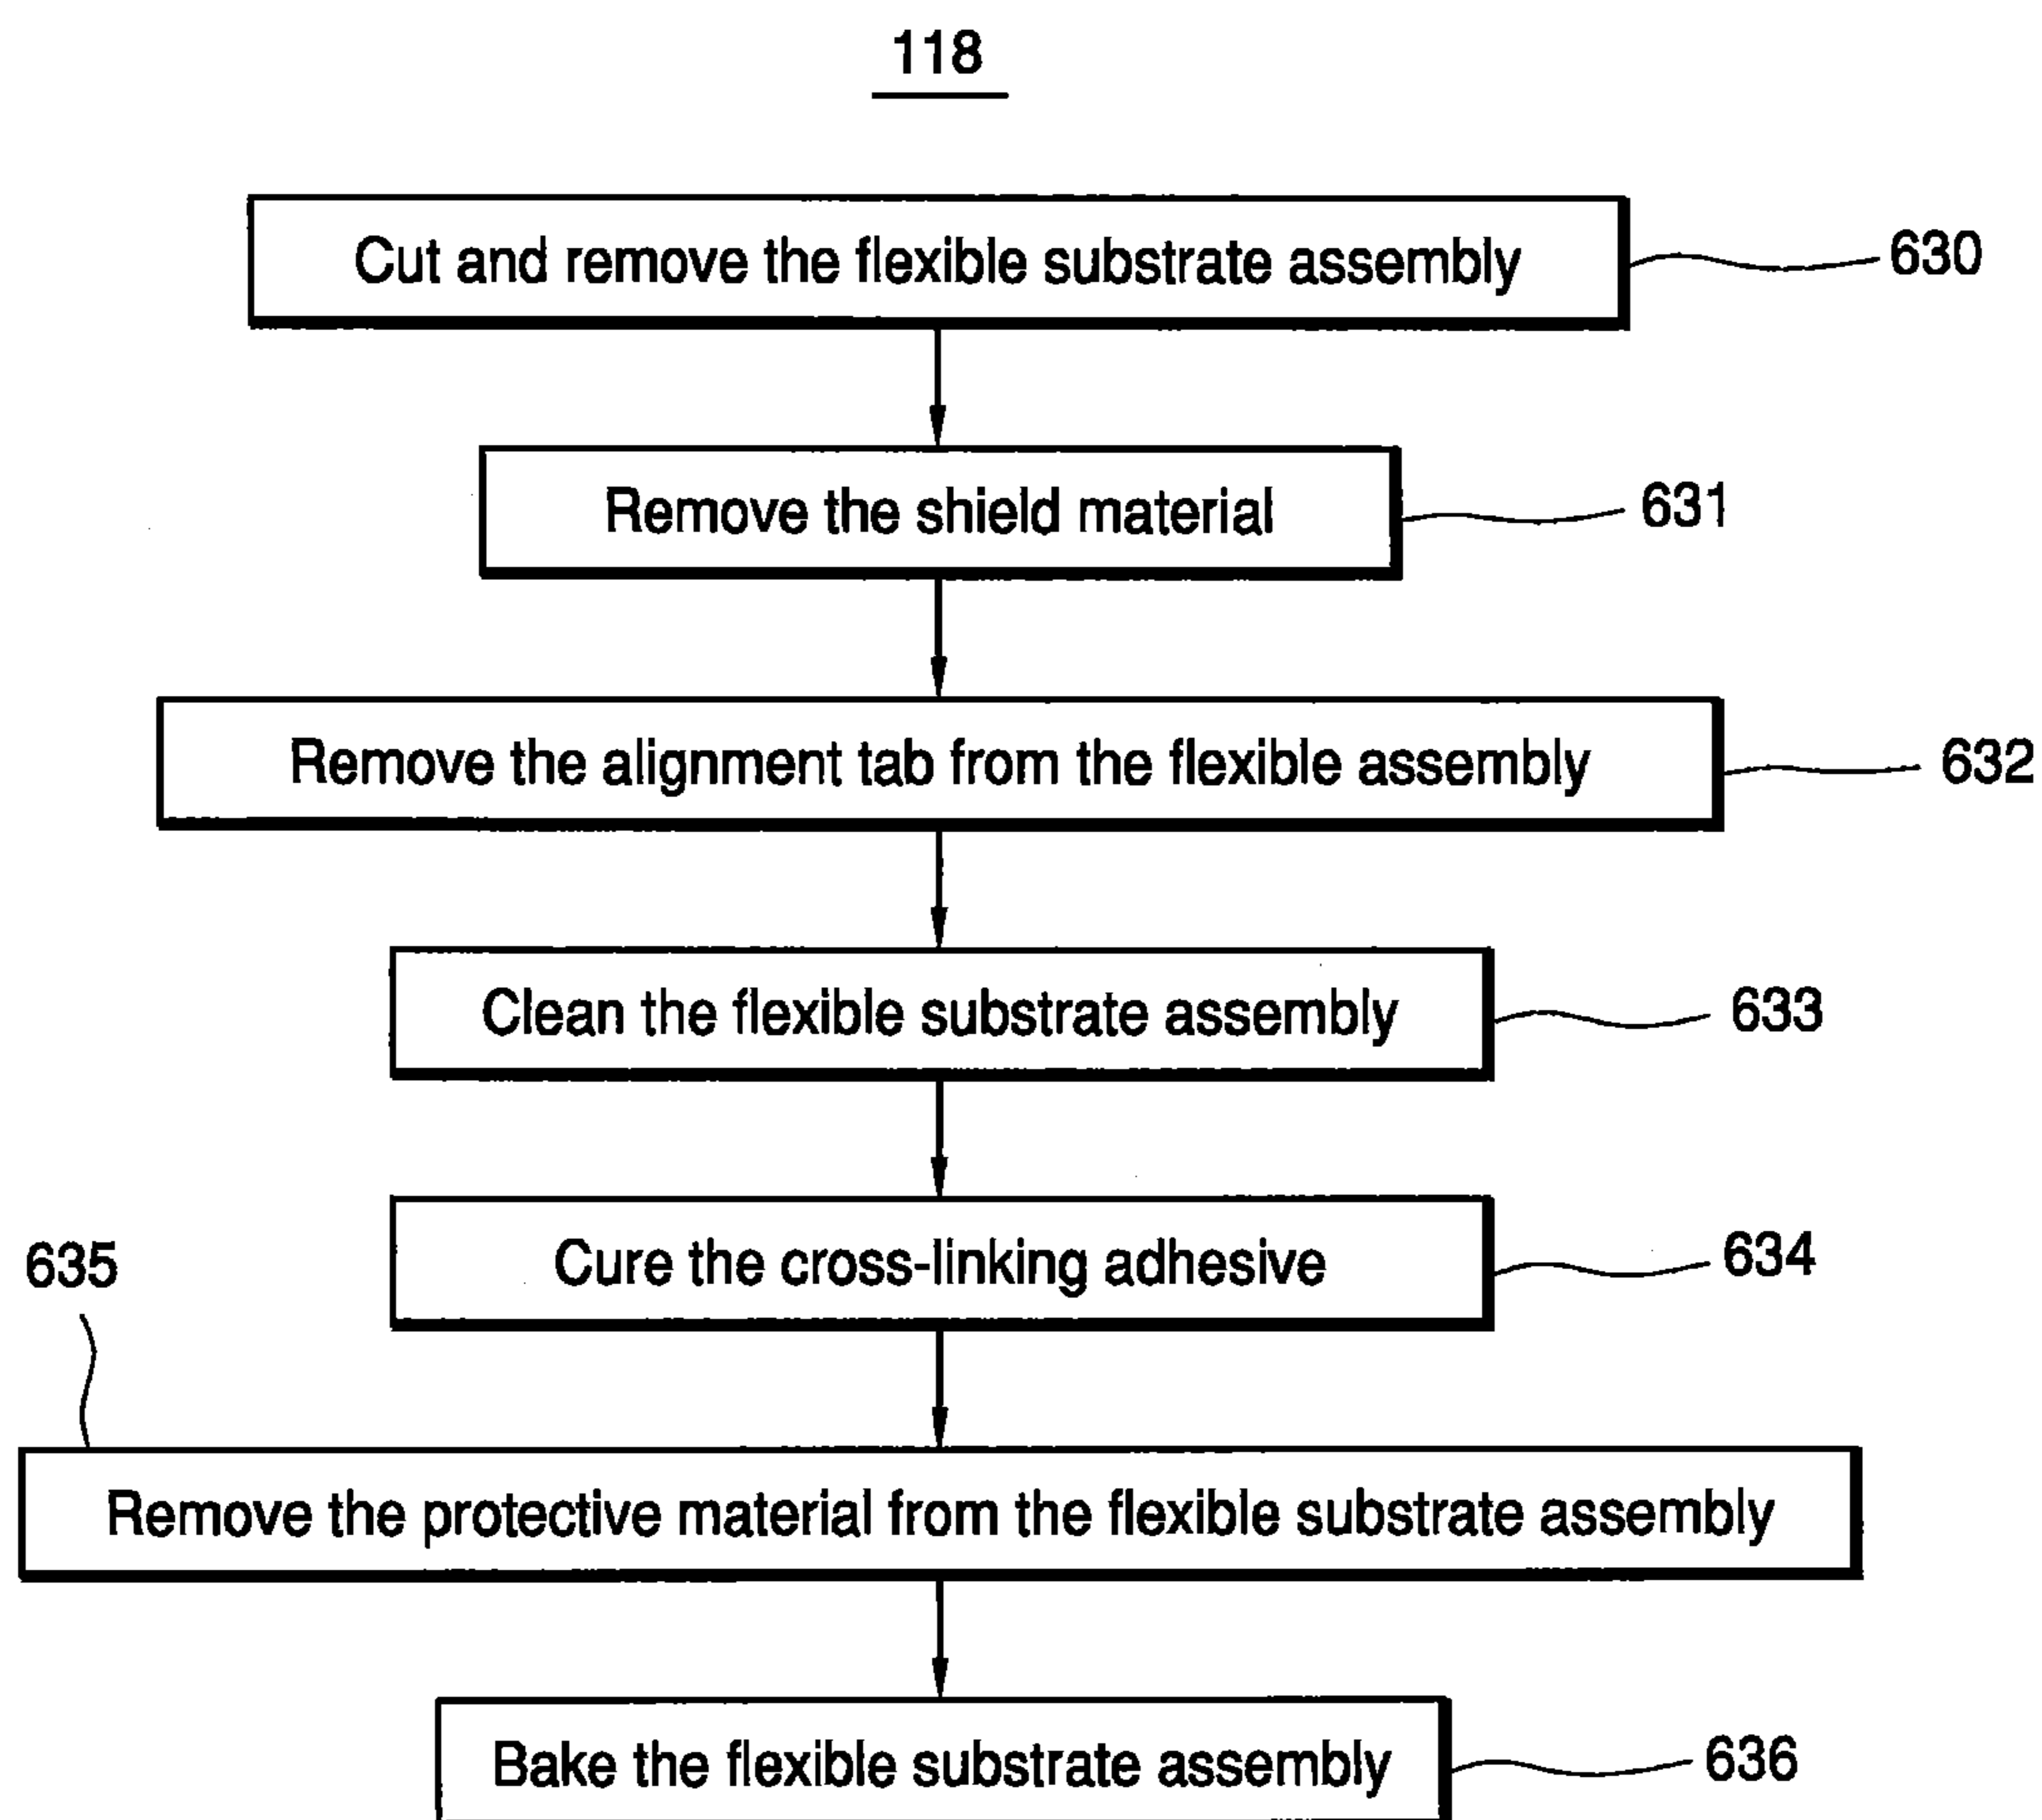 118
Cut and remove the flexible substrate assembly
630
Remove the shield material
631
Remove the alignment tab from the flexible assembly
632
Clean the flexible substrate assembly
633
Cure the cross-linking adhesive
634
635
Remove the protective material from the flexible substrate assembly
Bake the flexible substrate assembly
636